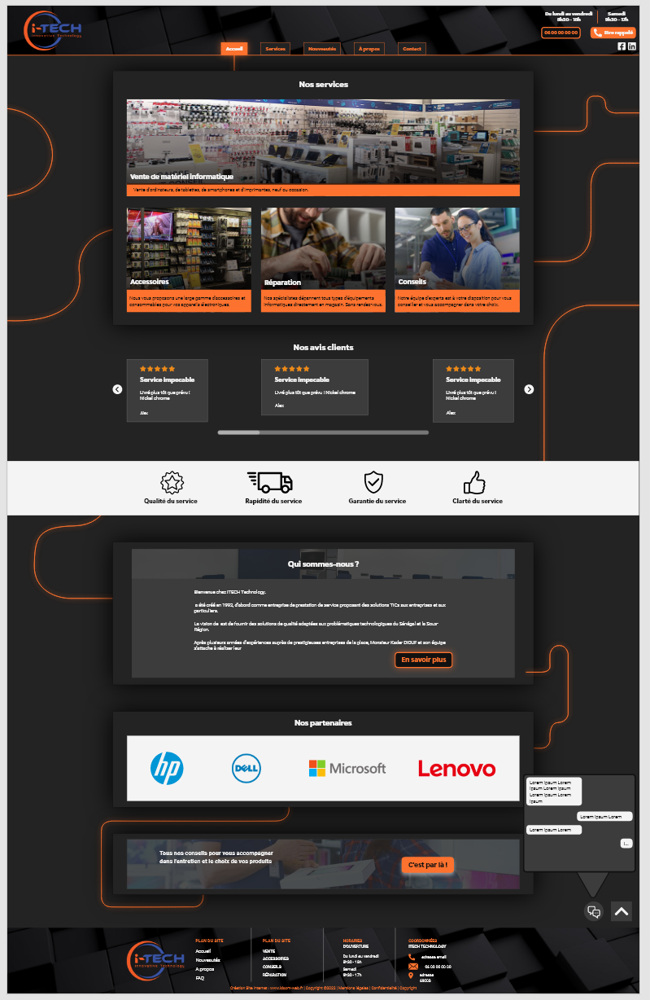 i-TECH
Innovative Technology
Du lundi au vendredi
8h30 - 18h
Samedi
9h30 - 17h
06 00 00 00 00
Etre rappelé
Accueil
Services
Nouveautés
À propos
Contact
Nos services
Vente de matériel informatique
Vente d'ordinateurs, de tablettes, de smartphones et d'imprimantes, neuf ou occasion.
Accessoires
Nous vous proposons une large gamme d'accessoires et
consommables pour vos appareils électroniques.
Réparation
Nos spécialistes dépannent tous types d'équipements
informatiques directement en magasin. Sans rendez-vous.
Conseils
Notre équipe d'experts est à votre disposition pour vous
conseiller et vous accompagner dans votre choix.
Nos avis clients
Service impecable
Livré plus tôt que prévu !
Nickel chrome
Alex
Service impecable
Livré plus tôt que prévu ! Nickel chrome
Alex
Service impecable
Livré plus tôt que prévu !
Nickel chrome
Alex
Qualité du service
Rapidité du service
Garantie du service
Clarté du service
Qui sommes-nous ?
Bienvenue chez ITECH Technology.
a été créé en 1993, d'abord comme entreprise de prestation de service proposant des solutions TICs aux entreprises et aux
particuliers.
La vision de est de fournir des solutions de qualité adaptées aux problématiques technologiques du Sénégal et la Sous-
Région.
Après plusieurs années d'expériences auprès de prestigieuses entreprises de la place, Monsieur Kader DIOUF et son équipe
s'attache à réaliser leur
En savoir plus
Nos partenaires
hp
DELL
Microsoft
Lenovo
Lorem Ipsum Lorem
Ipsum Lorem Ipsum
Lorem Ipsum Lorem
Ipsum
Lorem Ipsum Lorem
Lorem Ipsum
Tous nos conseils pour vous accompagner
dans l'entretien et le choix de vos produits
C'est par là !
i-TECH
Innovative Technology
PLAN DU SITE
Accueil
Nouveautés
A propos
FAQ
PLAN DU SITE
VENTE
ACCESSOIRES
CONSEILS
RÉPARATION
HORAIRES
D'OUVERTURE
Du lundi au vendredi
8h30 - 18h
Samedi
9h30 - 17h
COORDONNÉES
ITECH TECHNOLOGY
adresse email
06 00 00 00 00
adresse
Création Site Internet : www.idcom-web.fr | Copyright ©2022 | Mentions légales | Confidentialité | Copyright